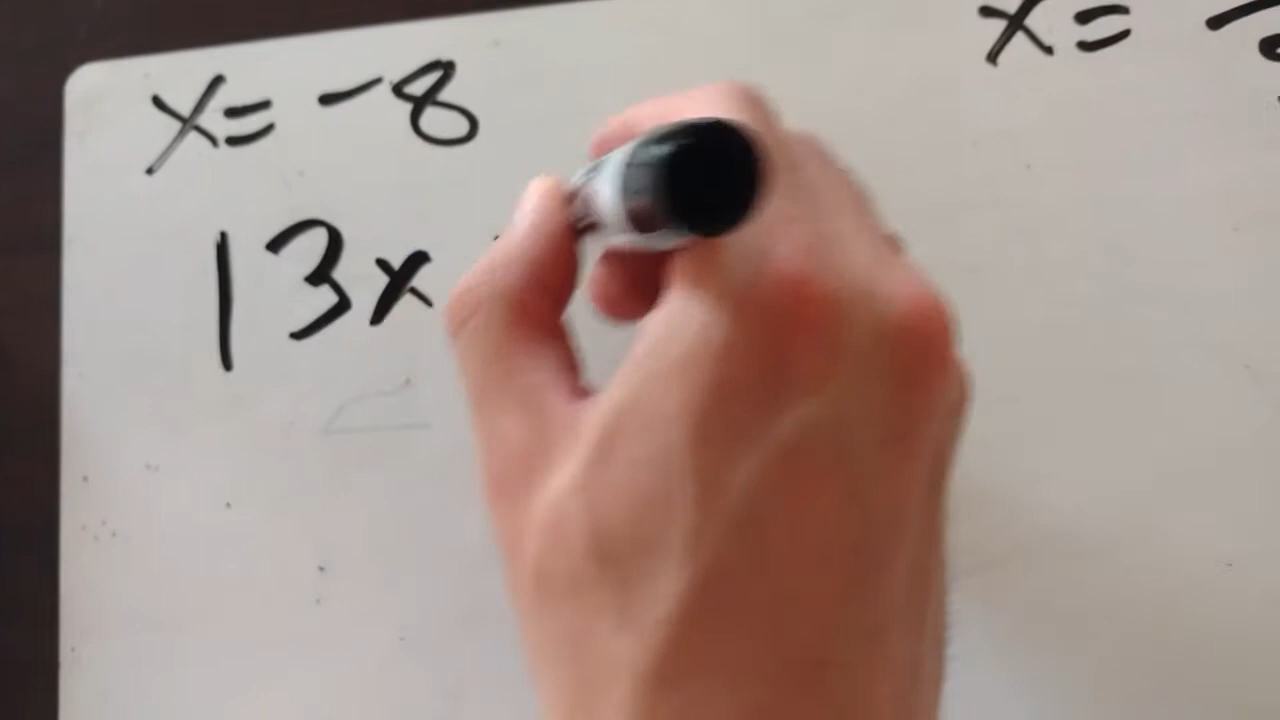 x = -8
x =
13x